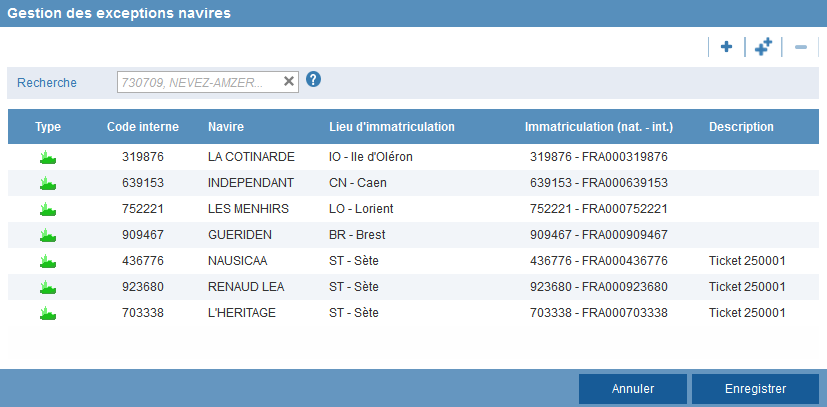 Gestion des exceptions navires
Recherche 730709, NEVEZ-AMZER...
Type Code interne Navire Lieu d'immatriculation Immatriculation (nat. - int.) Description
319876 LA COTINARDE IO - Ile d'Oléron 319876 - FRA000319876
639153 INDEPENDANT CN - Caen 639153 - FRA000639153
752221 LES MENHIRS LO - Lorient 752221 - FRA000752221
909467 GUERIDEN BR - Brest 909467 - FRA000909467
436776 NAUSICAA ST - Sète 436776 - FRA000436776 Ticket 250001
923680 RENAUD LEA ST - Sète 923680 - FRA000923680 Ticket 250001
703338 L'HERITAGE ST - Sète 703338 - FRA000703338 Ticket 250001
Annuler Enregistrer